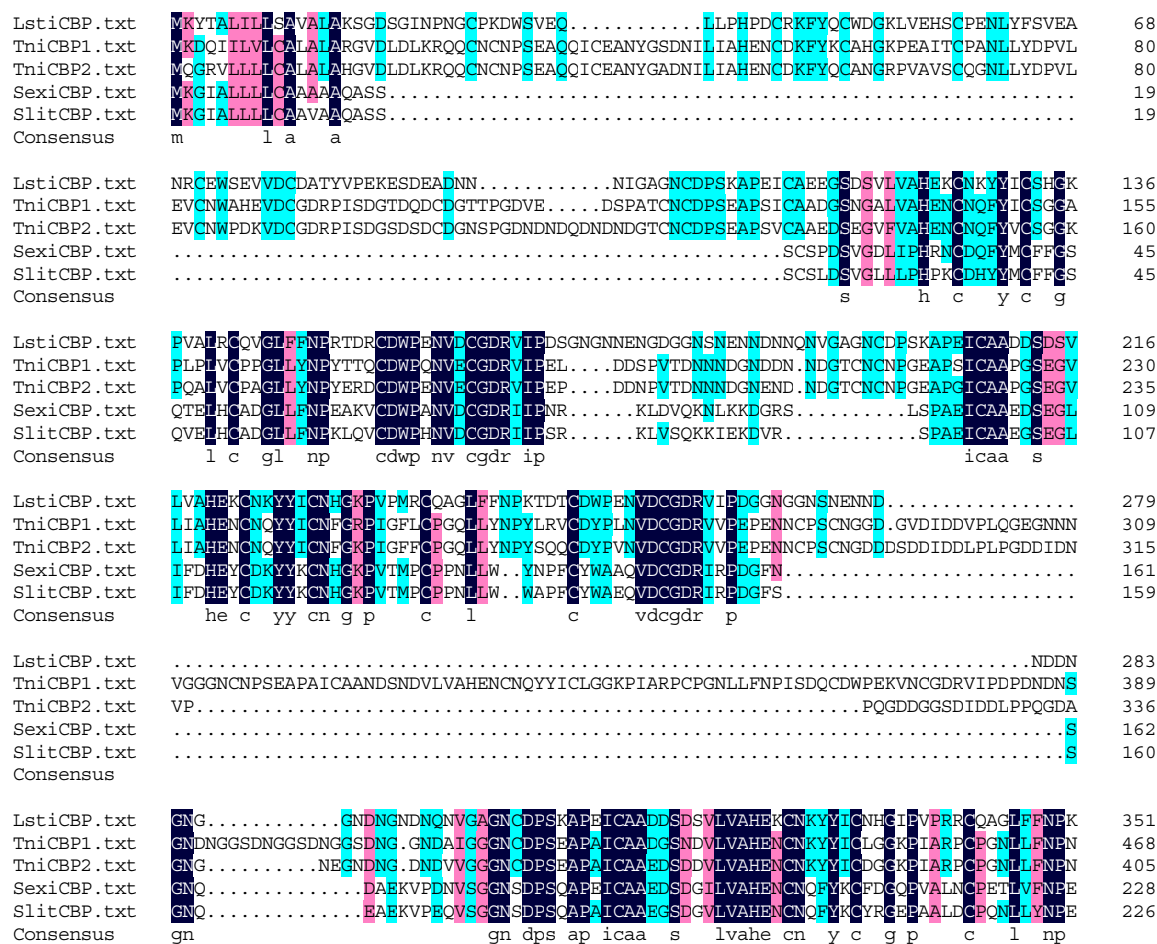 LstiCBP.txt MKYTALILLSAVALAKSGDSGINPNGCPKDWSVEQ............LLPHPDCRKFYQCWDGKLVEHSCPENLYFSVEA 68
TniCBP1.txt MKDQIILVLCALALARGVDLDLKRQQCNCNPSEAQQICEANYGSDNILIAHENCDKFYKCAHGKPEAITCPANLLYDPVL 80
TniCBP2.txt MQGRVLLLLCALALAHGVDLDLKRQQCNCNPSEAQQICEANYGADNILIAHENCDKFYQCANGRPVAVSCQGNLLYDPVL 80
SexiCBP.txt MKGIALLLLCAAAAAQASS............................................................. 19
SlitCBP.txt MKGIALLLLCAAVAAQASS............................................................. 19
Consensus m l a a
LstiCBP.txt NRCEWSEVVDCDATYVPEKESDEADNN............NIGAGNCDPSKAPEICAEEGSDSVLVAHEKCNKYYICSHGK 136
TniCBP1.txt EVCNWAHEVDCGDRPISDGTDQDCDGTTPGDVE.....DSPATCNCDPSEAPSICAADGSNGALVAHENCNQFYICSGGA 155
TniCBP2.txt EVCNWPDKVDCGDRPISDGSDSDCDGNSPGDNDNDQDNDNDGTCNCDPSEAPSVCAAEDSEGVFVAHENCNQFYVCSGGK 160
SexiCBP.txt ......................................................SCSPDSVGDLIPHRNCDQFYMCFFGS 45
SlitCBP.txt ......................................................SCSLDSVGLLLPHPKCDHYYMCFFGS 45
Consensus s h c y c g
LstiCBP.txt PVALRCQVGLFFNPRTDRCDWPENVDCGDRVIPDSGNGNNENGDGGNSNENNDNNQNVGAGNCDPSKAPEICAADDSDSV 216
TniCBP1.txt PLPLVCPPGLLYNPYTTQCDWPQNVECGDRVIPEL....DDSPVTDNNNDGNDDN.NDGTCNCNPGEAPSICAAPGSEGV 230
TniCBP2.txt PQALVCPAGLLYNPYERDCDWPENVECGDRVIPEP....DDNPVTDNNNDGNEND.NDGTCNCNPGEAPGICAAPGSEGV 235
SexiCBP.txt QTELHCADGLLFNPEAKVCDWPANVDCGDRIIPNR....KLDVQKNLKKDGRS............LSPAEICAAEDSEGL 109
SlitCBP.txt QVELHCADGLLFNPKLQVCDWPHNVDCGDRIIPSR....KLVSQKKIEKDVR..............SPAEICAAEGSEGL 107
Consensus l c gl np cdwp nv cgdr ip icaa s
LstiCBP.txt LVAHEKCNKYYICNHGKPVPMRCQAGLFFNPKTDTCDWPENVDCGDRVIPDGGNGGNSNENND................. 279
TniCBP1.txt LIAHENCNQYYICNFGRPIGFLCPGQLLYNPYLRVCDYPLNVDCGDRVVPEPENNCPSCNGGD.GVDIDDVPLQGEGNNN 309
TniCBP2.txt LIAHENCNQYYICNFGKPIGFFCPGQLLYNPYSQQCDYPVNVDCGDRVVPEPENNCPSCNGDDDSDDIDDLPLPGDDIDN 315
SexiCBP.txt IFDHEYCDKYYKCNHGKPVTMPCPPNLLW..YNPFCYWAAQVDCGDRIRPDGFN.......................... 161
SlitCBP.txt IFDHEYCDKYYKCNHGKPVTMPCPPNLLW..WAPFCYWAEQVDCGDRIRPDGFS.......................... 159
Consensus he c yy cn g p c l c vdcgdr p
LstiCBP.txt ............................................................................NDDN 283
TniCBP1.txt VGGGNCNPSEAPAICAANDSNDVLVAHENCNQYYICLGGKPIARPCPGNLLFNPISDQCDWPEKVNCGDRVIPDPDNDNS 389
TniCBP2.txt VP...........................................................PQGDDGGSDIDDLPPQGDA 336
SexiCBP.txt ...............................................................................S 162
SlitCBP.txt ...............................................................................S 160
Consensus
LstiCBP.txt GNG............GNDNGNDNQNVGAGNCDPSKAPEICAADDSDSVLVAHEKCNKYYICNHGIPVPRRCQAGLFFNPK 351
TniCBP1.txt GNDNGGSDNGGSDNGGSDNG.GNDAIGGGNCDPSEAPAICAADGSNDVLVAHENCNKYYICLGGKPIARPCPGNLLFNPN 468
TniCBP2.txt GNG..........NEGNDNG.DNDVVGGGNCDPSEAPAICAAEDSDDVLVAHENCNKYYICDGGKPIARPCPGNLLFNPN 405
SexiCBP.txt GNQ..............DAEKVPDNVSGGNSDPSQAPEICAAEDSDGILVAHENCNQFYKCFDGQPVALNCPETLVFNPE 228
SlitCBP.txt GNQ..............EAEKVPEQVSGGNSDPSQAPAICAAEGSDGVLVAHENCNQFYKCYRGEPAALDCPQNLLYNPE 226
Consensus gn gn dps ap icaa s lvahe cn y c g p c l np